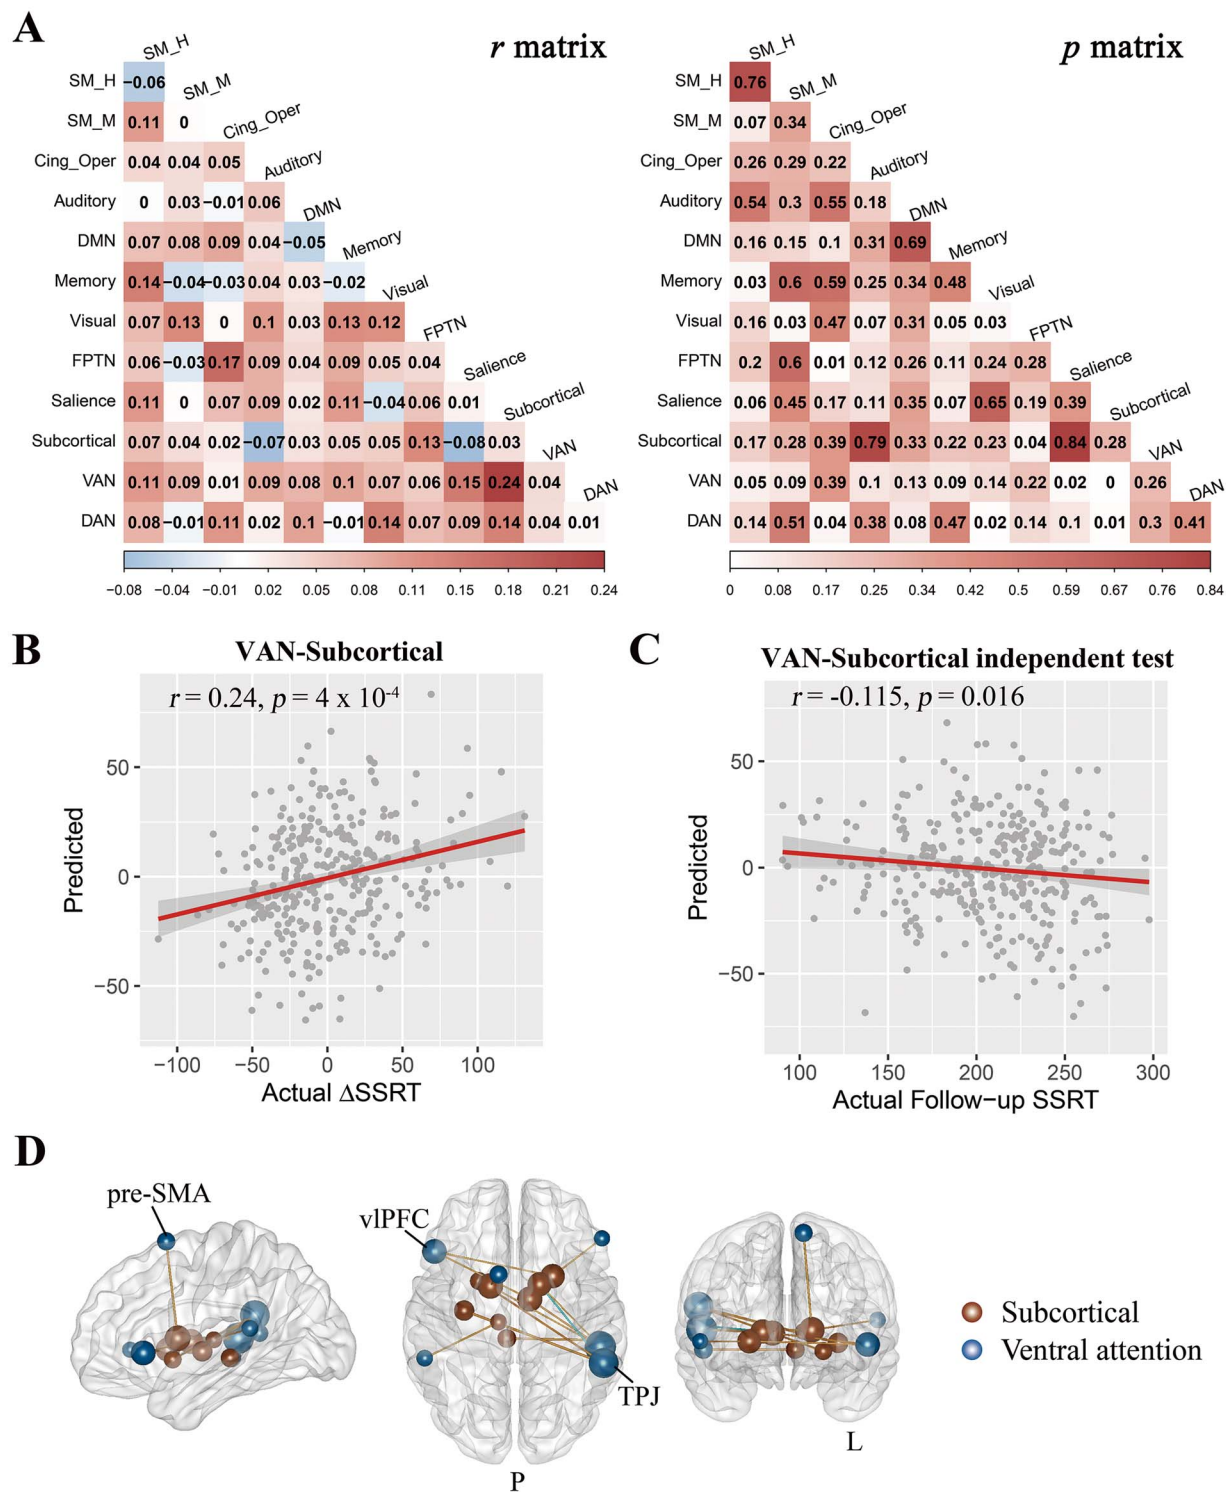 A
r matrix
SM_H
SM_H −0.06 SM_M
SM_M 0.11 0 Cing_Oper
Cing_Oper 0.04 0.04 0.05 Auditory
Auditory 0 0.03 −0.01 0.06 DMN
DMN 0.07 0.08 0.09 0.04 −0.05 Memory
Memory 0.14 −0.04 −0.03 0.04 0.03 −0.02 Visual
Visual 0.07 0.13 0 0.1 0.03 0.13 0.12 FPTN
FPTN 0.06 −0.03 0.17 0.09 0.04 0.09 0.05 0.04 Salience
Salience 0.11 0 0.07 0.09 0.02 0.11 −0.04 0.06 0.01 Subcortical
Subcortical 0.07 0.04 0.02 −0.07 0.03 0.05 0.05 0.13 −0.08 0.03 VAN
VAN 0.11 0.09 0.01 0.09 0.08 0.1 0.07 0.06 0.15 0.24 0.04 DAN
DAN 0.08 −0.01 0.11 0.02 0.1 −0.01 0.14 0.07 0.09 0.14 0.04 0.01
−0.08 −0.04 −0.01 0.02 0.05 0.08 0.11 0.15 0.18 0.21 0.24
p matrix
SM_H
SM_H 0.76 SM_M
SM_M 0.07 0.34 Cing_Oper
Cing_Oper 0.26 0.29 0.22 Auditory
Auditory 0.54 0.3 0.55 0.18 DMN
DMN 0.16 0.15 0.1 0.31 0.69 Memory
Memory 0.03 0.6 0.59 0.25 0.34 0.48 Visual
Visual 0.16 0.03 0.47 0.07 0.31 0.05 0.03 FPTN
FPTN 0.2 0.6 0.01 0.12 0.26 0.11 0.24 0.28 Salience
Salience 0.06 0.45 0.17 0.11 0.35 0.07 0.65 0.19 0.39 Subcortical
Subcortical 0.17 0.28 0.39 0.79 0.33 0.22 0.23 0.04 0.84 0.28 VAN
VAN 0.05 0.09 0.39 0.1 0.13 0.09 0.14 0.22 0.02 0 0.26 DAN
DAN 0.14 0.51 0.04 0.38 0.08 0.47 0.02 0.14 0.1 0.01 0.3 0.41
0 0.08 0.17 0.25 0.34 0.42 0.5 0.59 0.67 0.76 0.84
B
VAN-Subcortical
r = 0.24, p = 4 x 10⁻⁴
Predicted
50
0
−50
−100 −50 0 50 100
Actual ΔSSRT
C
VAN-Subcortical independent test
r = -0.115, p = 0.016
Predicted
50
0
−50
100 150 200 250 300
Actual Follow−up SSRT
D
pre-SMA
vlPFC
TPJ
P
L
Subcortical
Ventral attention